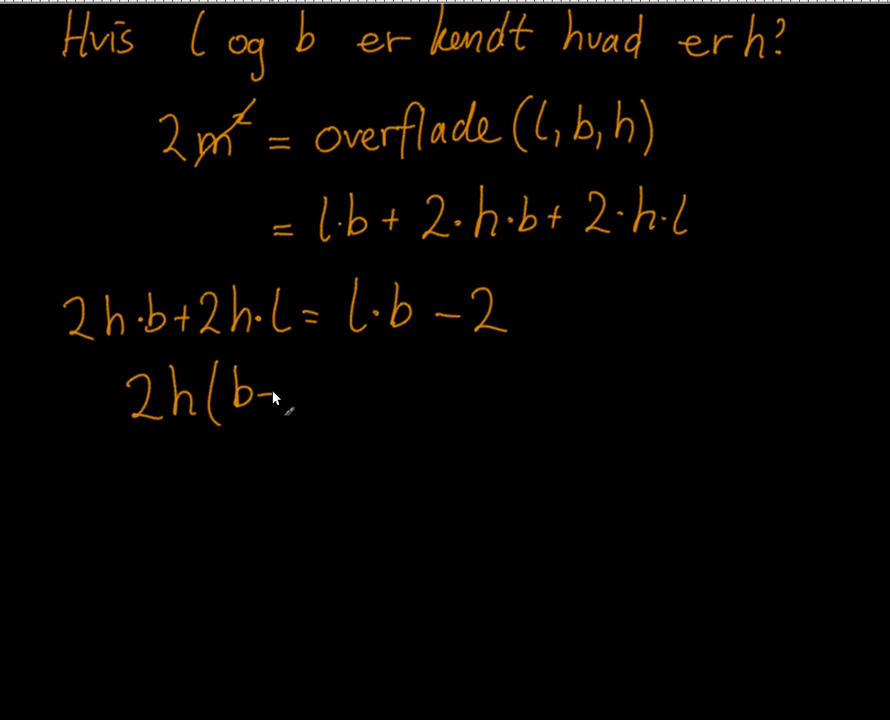 Hvis l og b er kendt hvad er h?
2m² = overflade (l, b, h)
= l·b + 2·h·b + 2·h·l
2h·b + 2h·l = l·b - 2
2h(b-